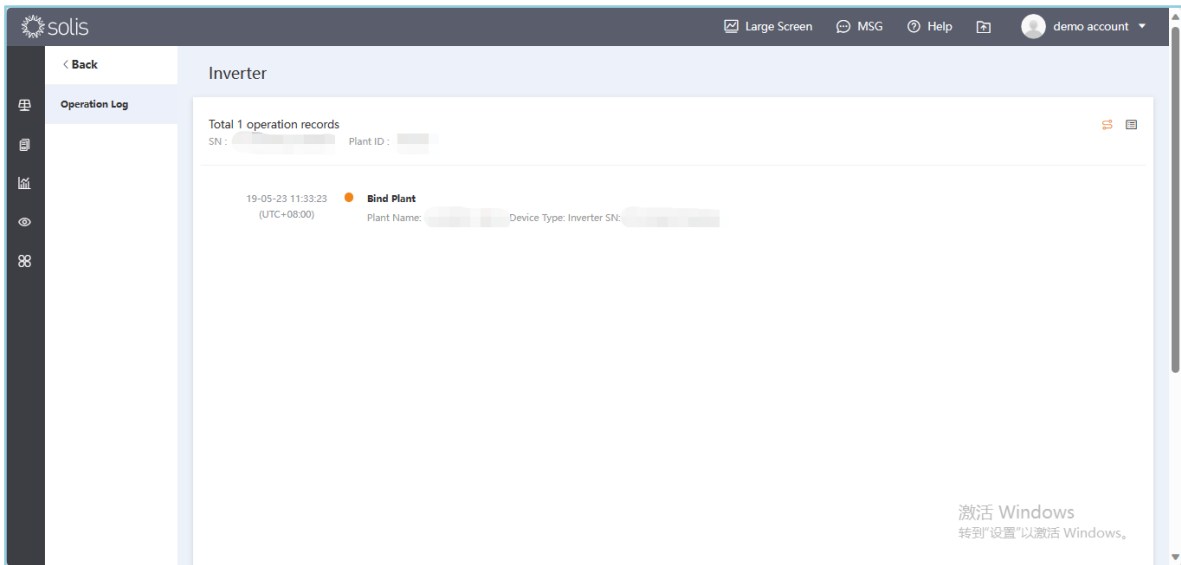 solis
Large Screen MSG Help demo account
Back
Operation Log
Inverter
Total 1 operation records
SN : Plant ID :
19-05-23 11:33:23
(UTC+08:00)
Bind Plant
Plant Name: Device Type: Inverter SN:
激活 Windows
转到"设置"以激活 Windows。